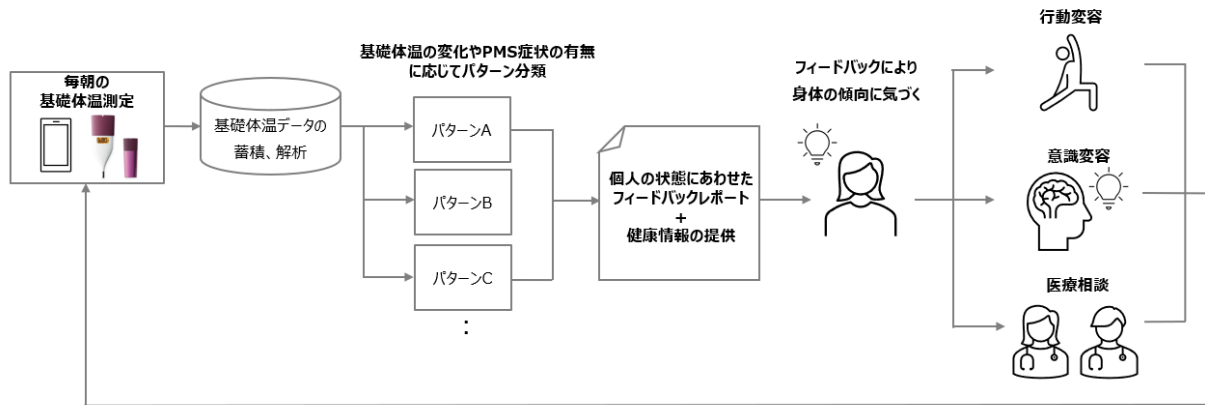 毎朝の
基礎体温測定
基礎体温データの
蓄積、解析
基礎体温の変化やPMS症状の有無
に応じてパターン分類
パターンA
パターンB
パターンC
：
個人の状態にあわせた
フィードバックレポート
+
健康情報の提供
フィードバックにより
身体の傾向に気づく
行動変容
意識変容
医療相談